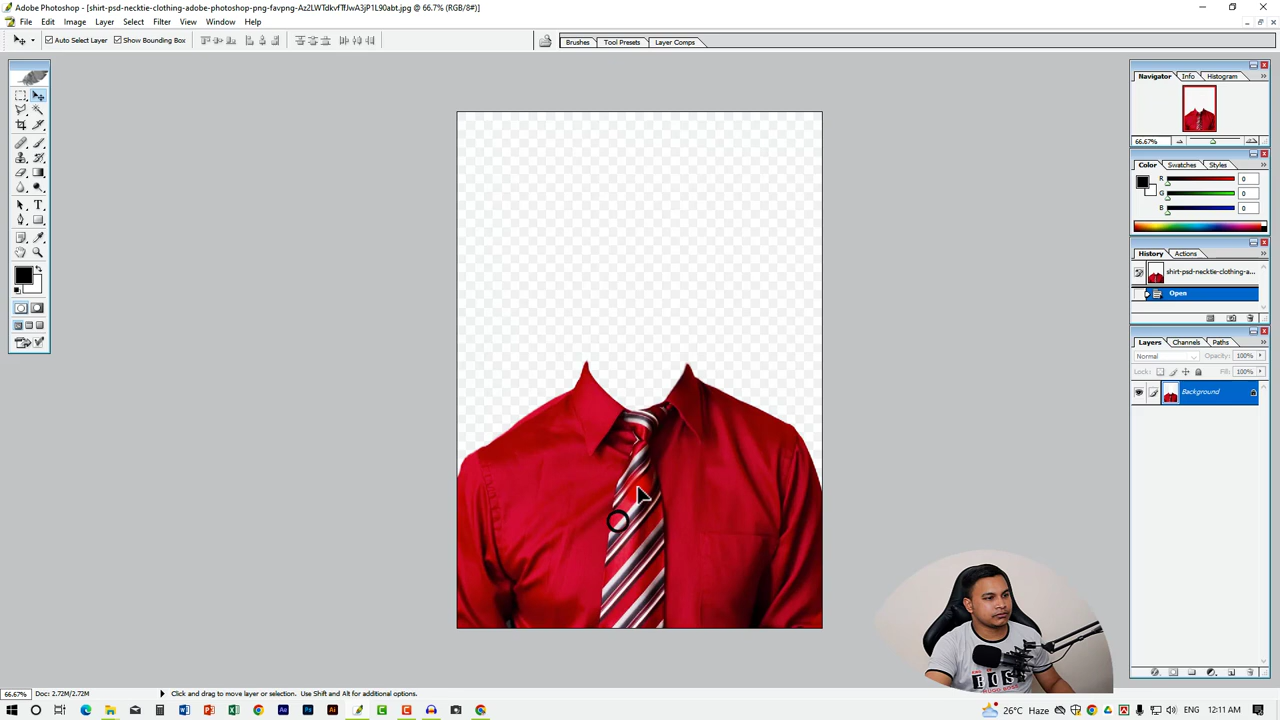 Adobe Photoshop - [shirt-psd-necktie-clothing-adobe-photoshop-png-favpng-Az2LWTdkvfTfJwA3jP1L90abt.jpg @ 66.7% (RGB/8#)]
File Edit Image Layer Select Filter View Window Help
Auto Select Layer Show Bounding Box Brushes Tool Presets Layer Comps
Navigator Info Histogram
66.67%
Color Swatches Styles
R 0
G 0
B 0
History Actions
shirt-psd-necktie-clothing-a...
Open
Layers Channels Paths
Normal Opacity: 100%
Lock: Fill: 100%
Background
BOSS
HUGO BOSS
66.67% Doc: 2.72M/2.72M Click and drag to move layer or selection. Use Shift and Alt for additional options.
26°C Haze 12:11 AM